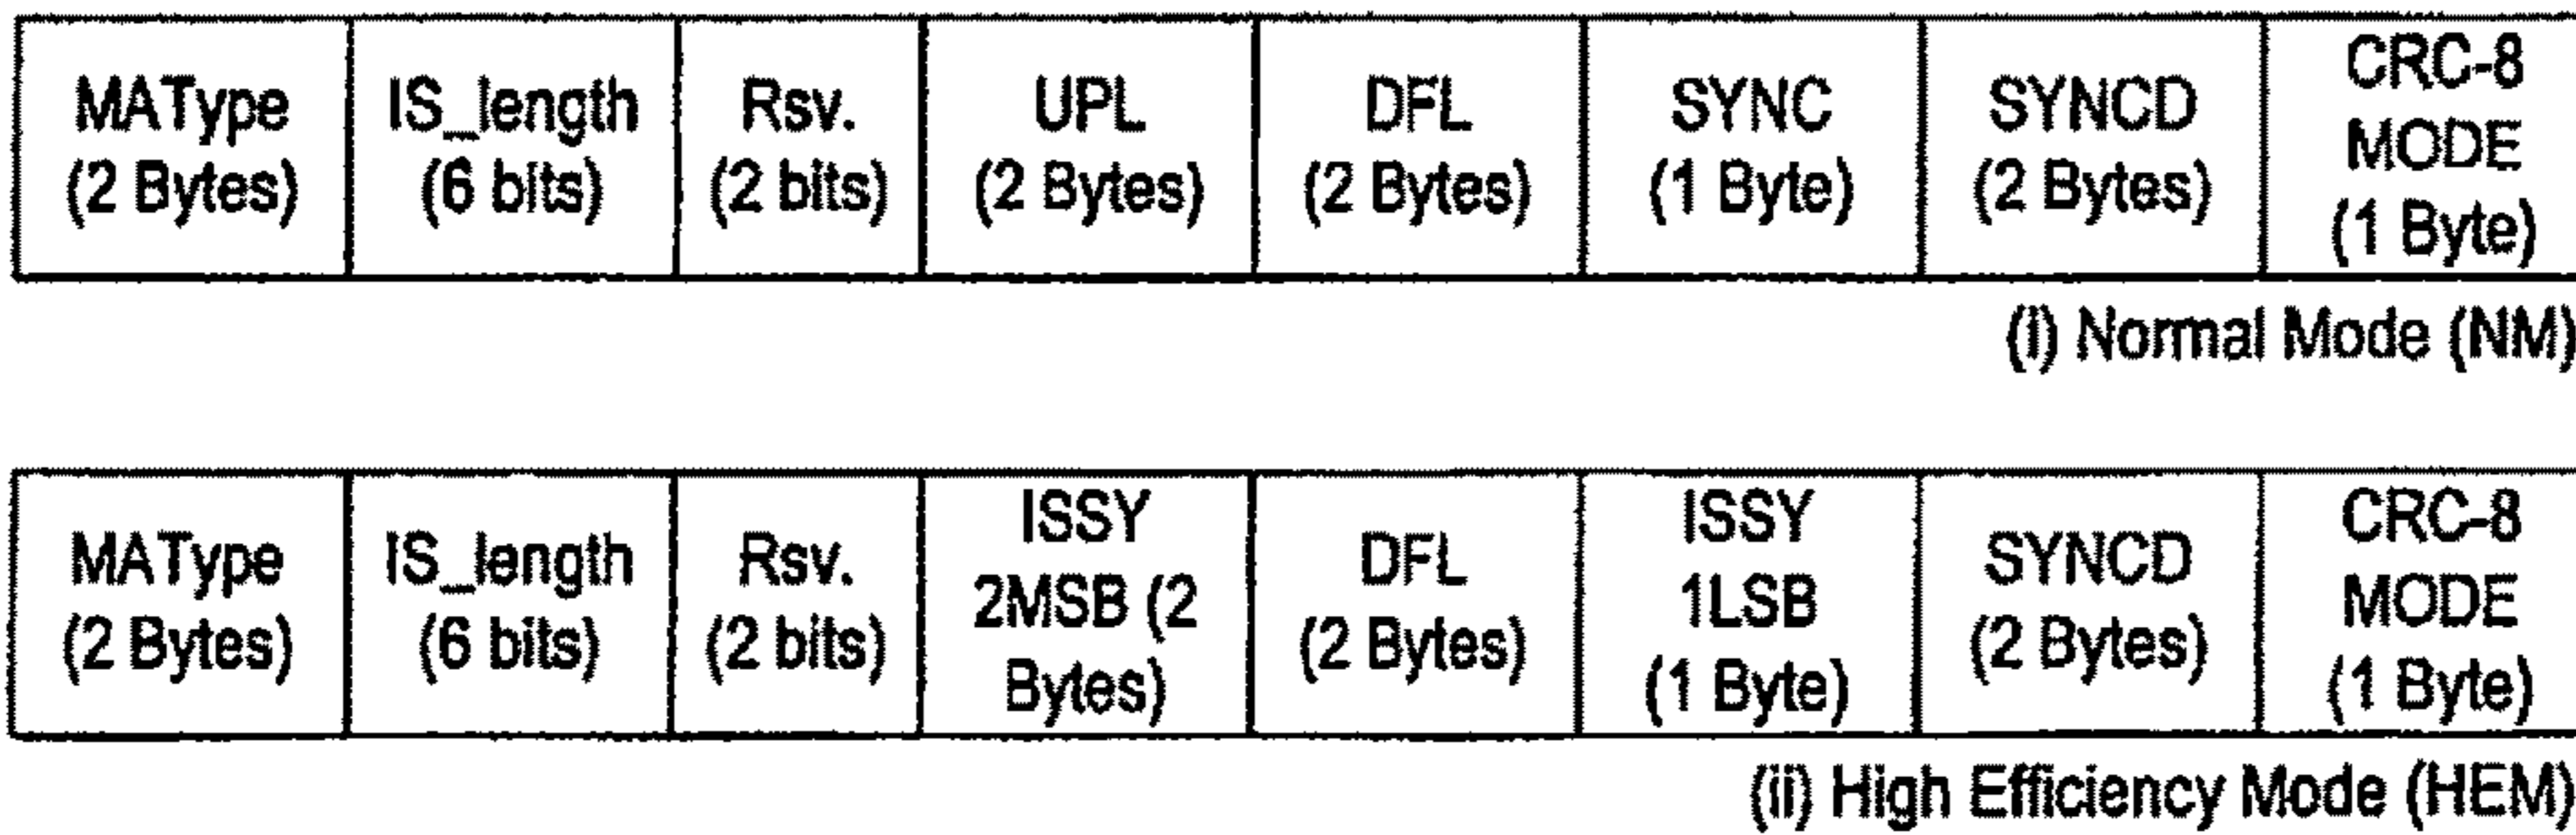 MAType IS_length Rsv. UPL DFL SYNC SYNCD CRC-8 MODE
(2 Bytes) (6 bits) (2 bits) (2 Bytes) (2 Bytes) (1 Byte) (2 Bytes) (1 Byte)
(i) Normal Mode (NM)
MAType IS_length Rsv. ISSY 2MSB (2 Bytes) DFL ISSY 1LSB SYNCD CRC-8 MODE
(2 Bytes) (6 bits) (2 bits) (2 Bytes) (1 Byte) (2 Bytes) (1 Byte)
(ii) High Efficiency Mode (HEM)